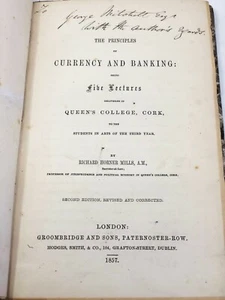 George Mitchell, Esq
with the Author's
THE PRINCIPLES
OF
CURRENCY AND BANKING:
BEING
Five Lectures
DELIVERED IN
QUEEN'S COLLEGE, CORK,
TO THE
STUDENTS IN ARTS OF THE THIRD YEAR.
BY
RICHARD HORNER MILLS, A.M.,
Barrister-at-Law;
PROFESSOR OF JURISPRUDENCE AND POLITICAL ECONOMY IN QUEEN'S COLLEGE, CORK.
SECOND EDITION, REVISED AND CORRECTED.
LONDON:
GROOMBRIDGE AND SONS, PATERNOSTER-ROW,
HODGES, SMITH, & CO., 104, GRAFTON-STREET, DUBLIN.
1857.